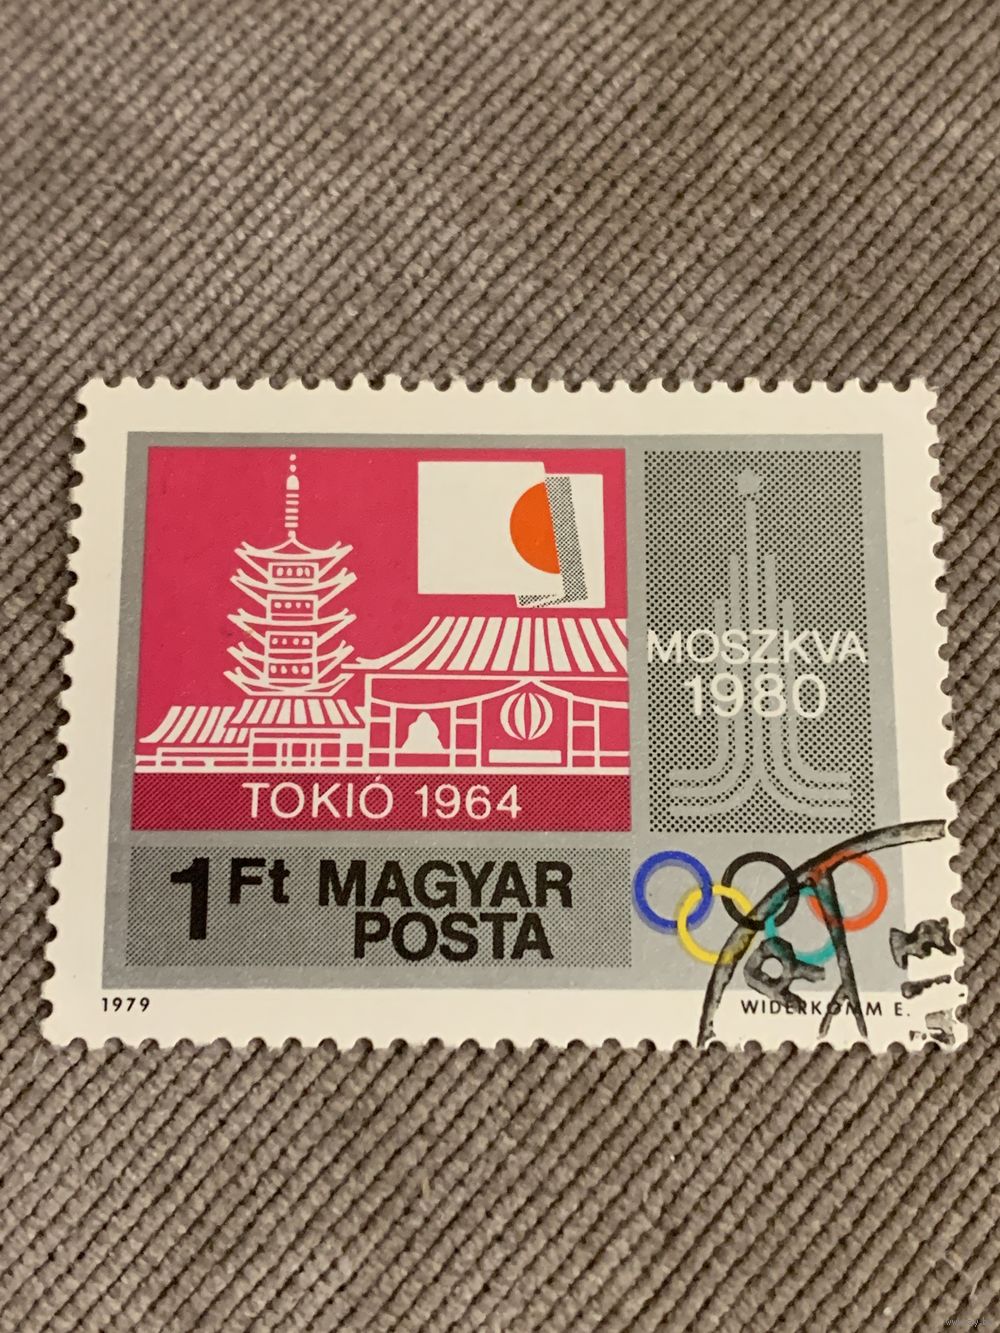 MOSZKVA
1980
TOKIÓ 1964
1 Ft MAGYAR
POSTA
1979
WIDERKOMM E.